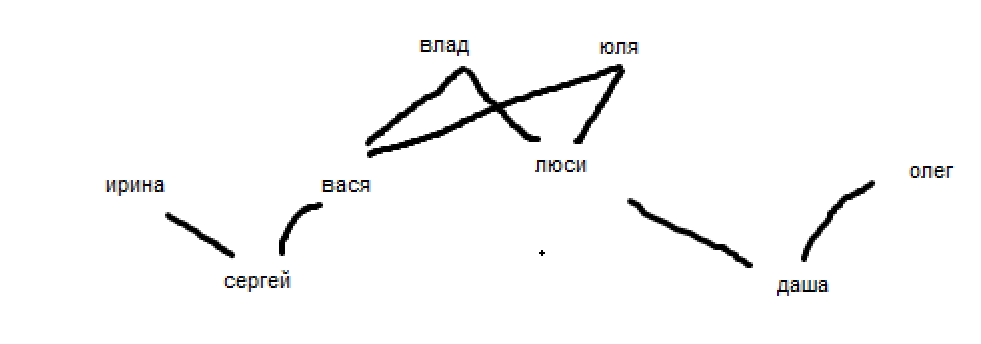 влад
юля
люси
ирина
вася
олег
сергей
даша